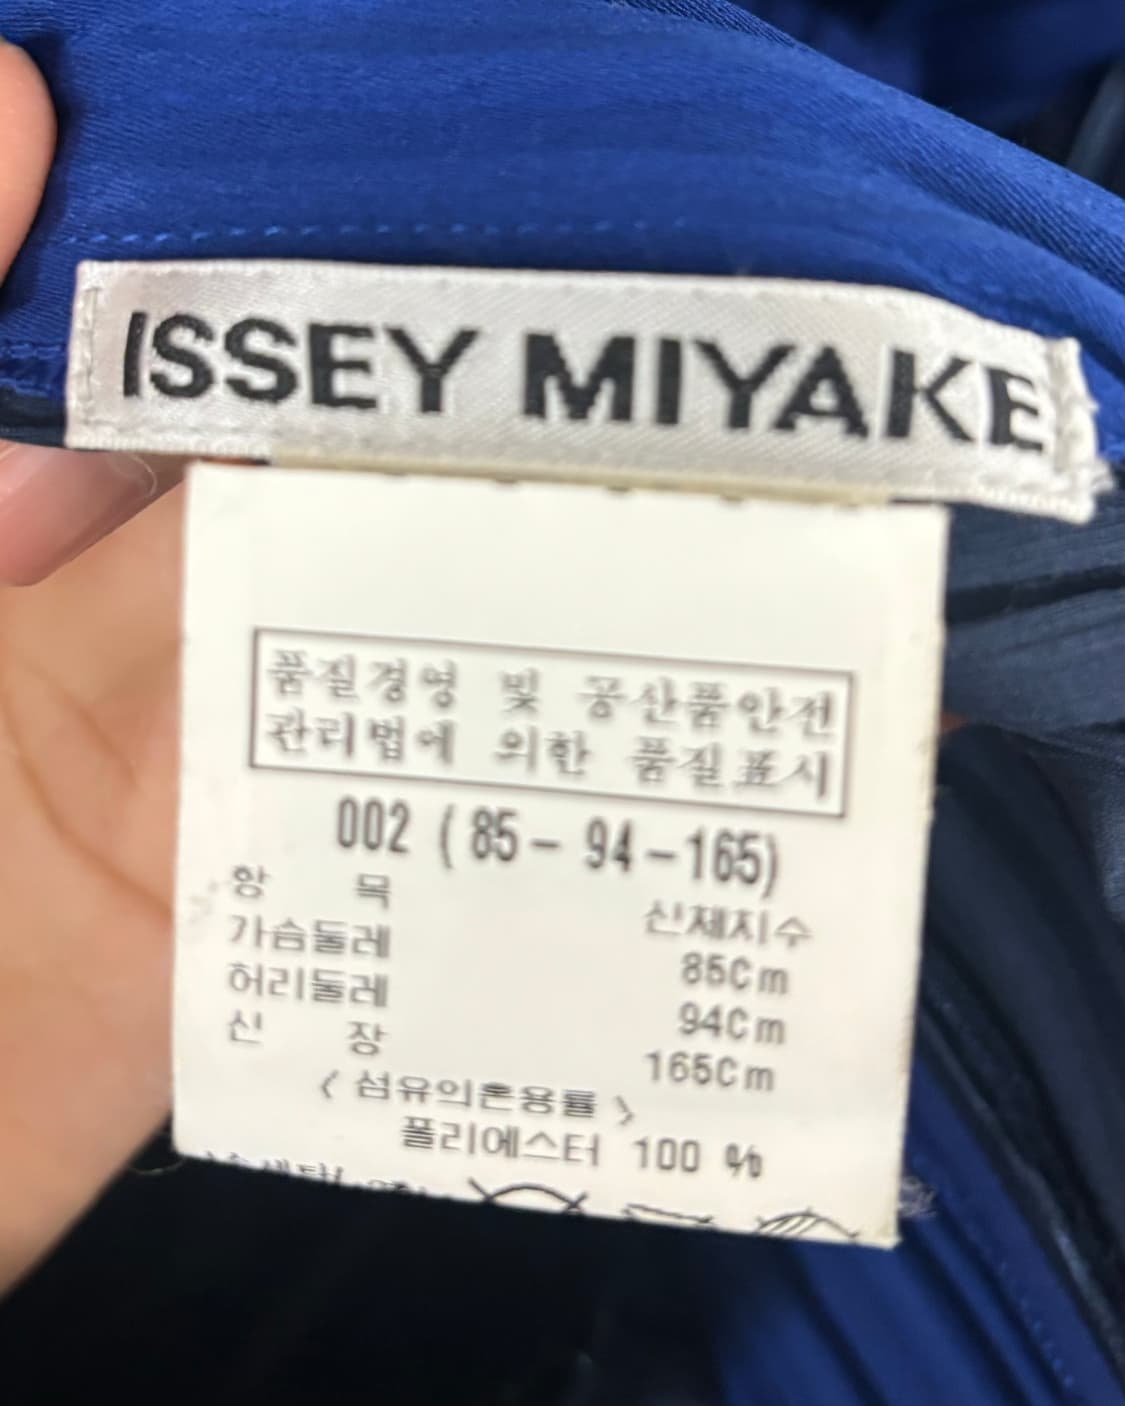 ISSEY MIYAKE
품질경영 및 공산품안전
관리법에 의한 품질표시
002 (85-94-165)
항 목 신체치수
가슴둘레 85Cm
허리둘레 94Cm
신 장 165Cm
< 섬유의혼용률 >
폴리에스터 100 %